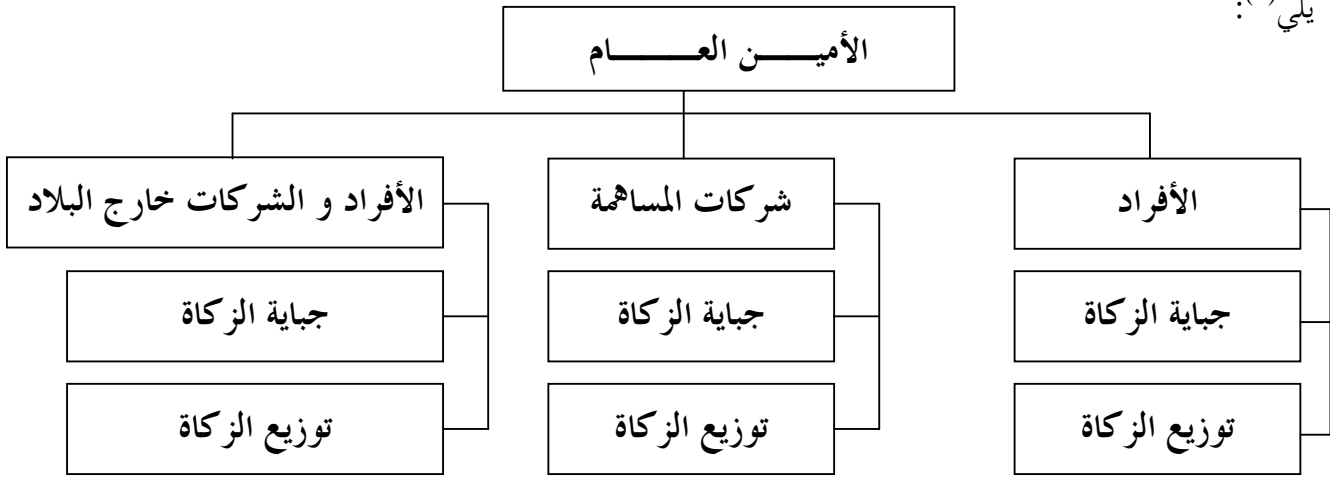 يلي( ):
الأميـــــن العـــــــام
الأفراد
شركات المساهمة
الأفراد و الشركات خارج البلاد
جباية الزكاة
جباية الزكاة
جباية الزكاة
توزيع الزكاة
توزيع الزكاة
توزيع الزكاة